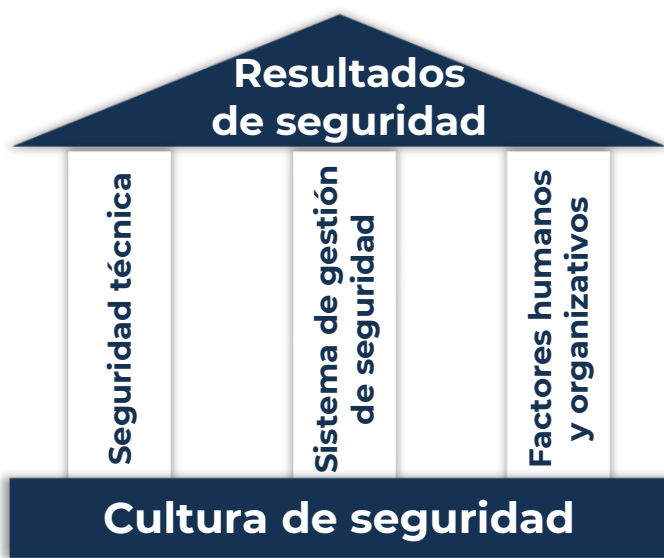 Resultados
de seguridad
Seguridad técnica
Sistema de gestión
de seguridad
Factores humanos
y organizativos
Cultura de seguridad